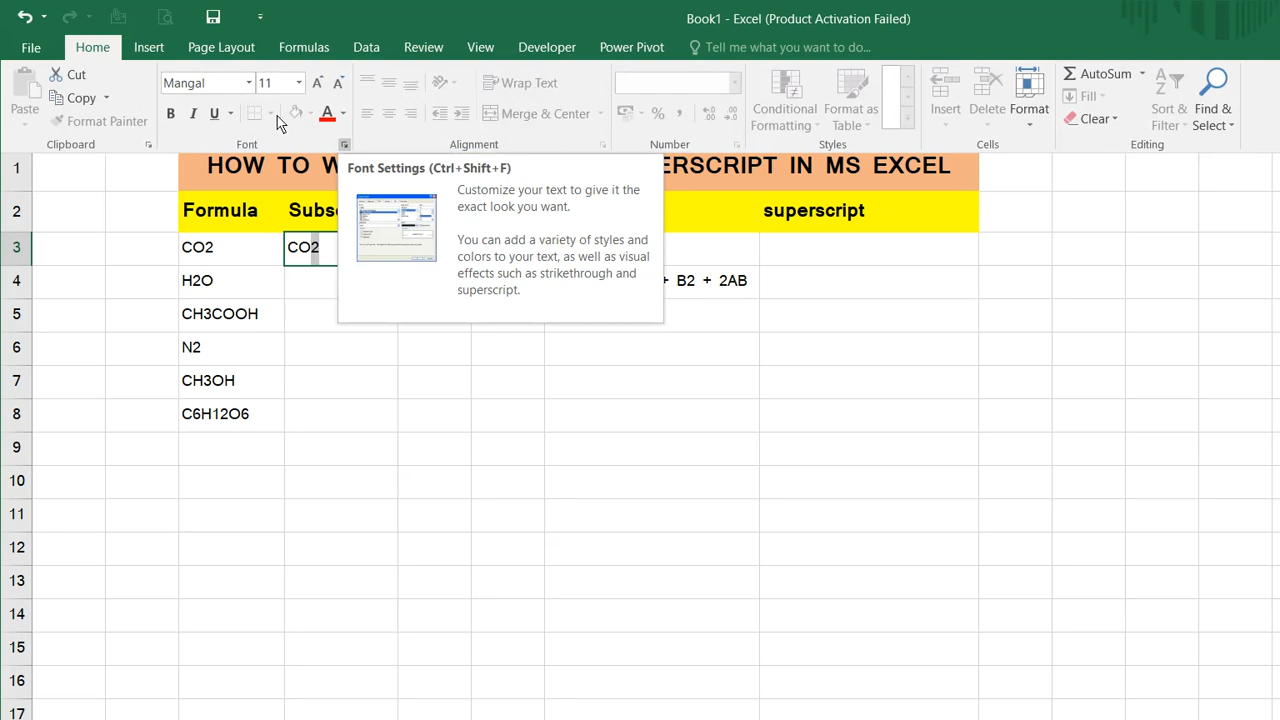 Book1 - Excel (Product Activation Failed)
File Home Insert Page Layout Formulas Data Review View Developer Power Pivot Tell me what you want to do...
Paste Cut Copy Format Painter Clipboard
Mangal 11 B I U A Font
Wrap Text Merge & Center Alignment
% Number
Conditional Formatting Format as Table Styles
Insert Delete Format Cells
AutoSum Fill Clear Sort & Filter Find & Select Editing
Font Settings (Ctrl+Shift+F)
Customize your text to give it the
exact look you want.
You can add a variety of styles and
colors to your text, as well as visual
effects such as strikethrough and
superscript.
1 HOW TO W ERSCRIPT IN MS EXCEL
2 Formula Subs superscript
3 CO2 CO2
4 H2O + B2 + 2AB
5 CH3COOH
6 N2
7 CH3OH
8 C6H12O6
9
10
11
12
13
14
15
16
17